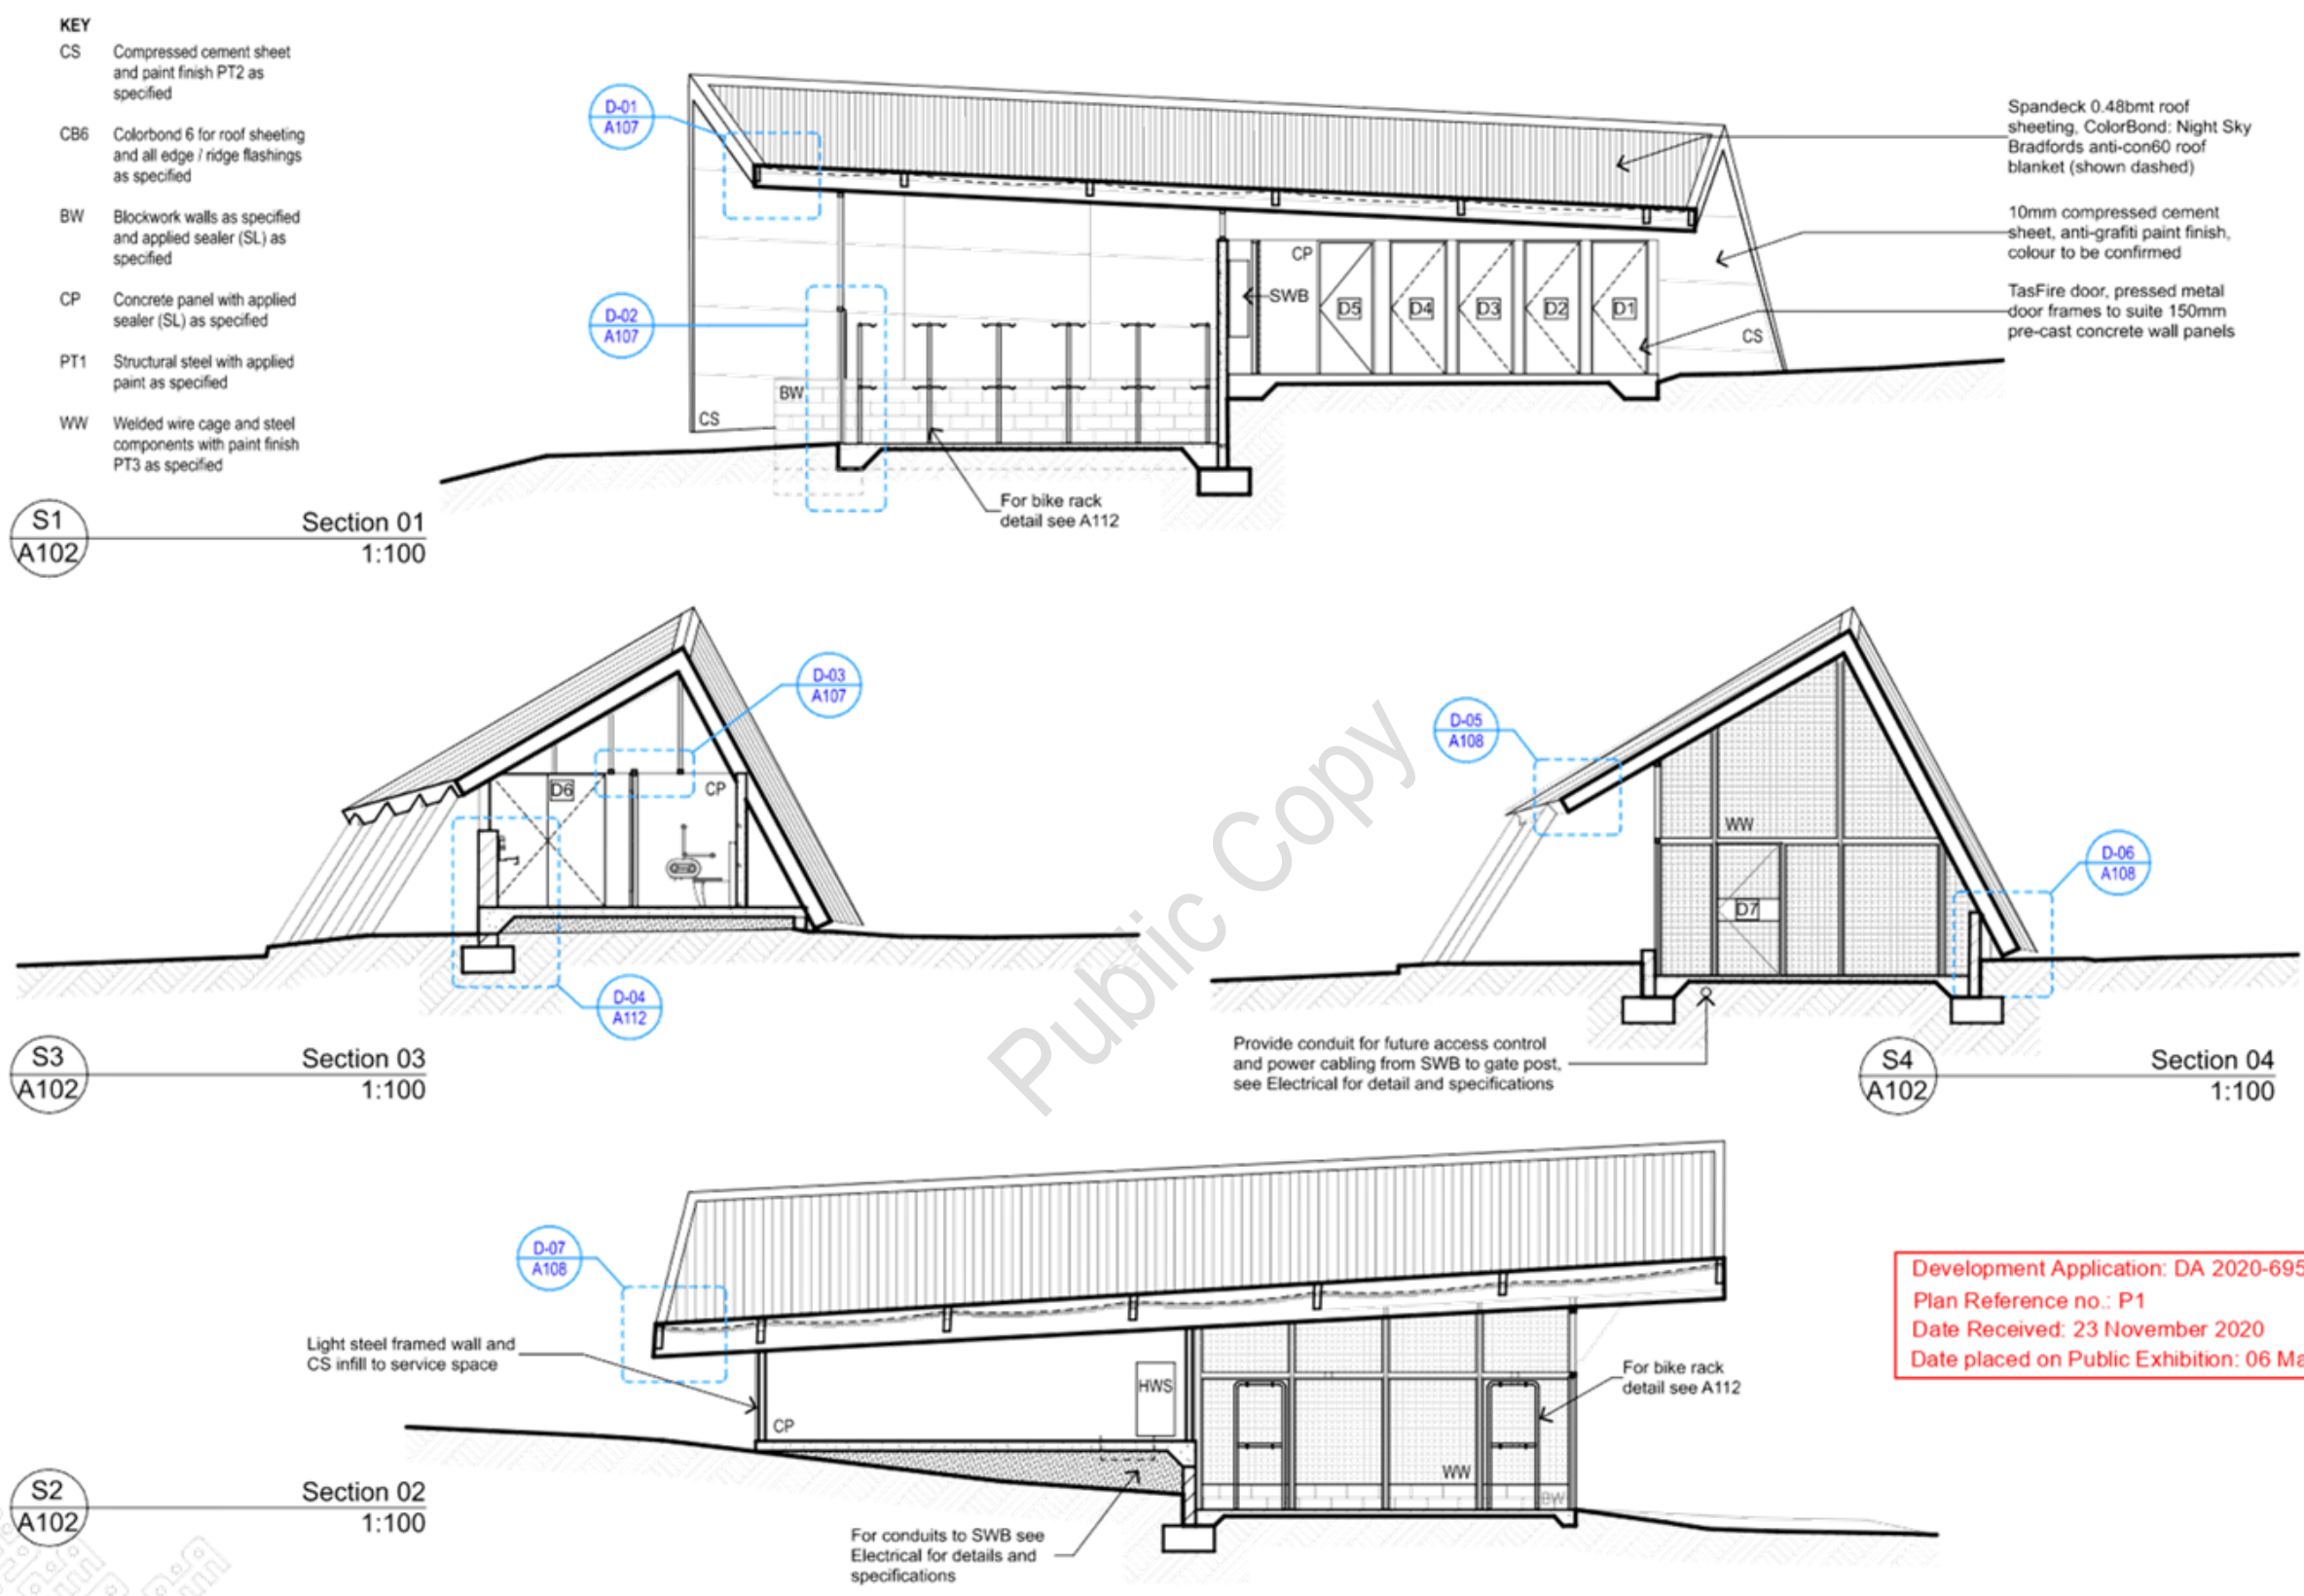 KEY
CS Compressed cement sheet
and paint finish PT2 as
specified
CB6 Colorbond 6 for roof sheeting
and all edge / ridge flashings
as specified
BW Blockwork walls as specified
and applied sealer (SL) as
specified
CP Concrete panel with applied
sealer (SL) as specified
PT1 Structural steel with applied
paint as specified
WW Welded wire cage and steel
components with paint finish
PT3 as specified
D-01
A107
D-02
A107
Spandeck 0.48bmt roof
sheeting, ColorBond: Night Sky
Bradfords anti-con60 roof
blanket (shown dashed)
10mm compressed cement
sheet, anti-grafiti paint finish,
colour to be confirmed
TasFire door, pressed metal
door frames to suite 150mm
pre-cast concrete wall panels
CP
SWB
D5
D4
D3
D2
D1
CS
BW
CS
For bike rack
detail see A112
S1
A102
Section 01
1:100
D-03
A107
D6
CP
D-04
A112
S3
A102
Section 03
1:100
D-05
A108
WW
D7
D-06
A108
Provide conduit for future access control
and power cabling from SWB to gate post,
see Electrical for detail and specifications
S4
A102
Section 04
1:100
Public Copy
D-07
A108
Light steel framed wall and
CS infill to service space
HWS
CP
For bike rack
detail see A112
WW
BW
For conduits to SWB see
Electrical for details and
specifications
S2
A102
Section 02
1:100
Development Application: DA 2020-695
Plan Reference no.: P1
Date Received: 23 November 2020
Date placed on Public Exhibition: 06 Ma